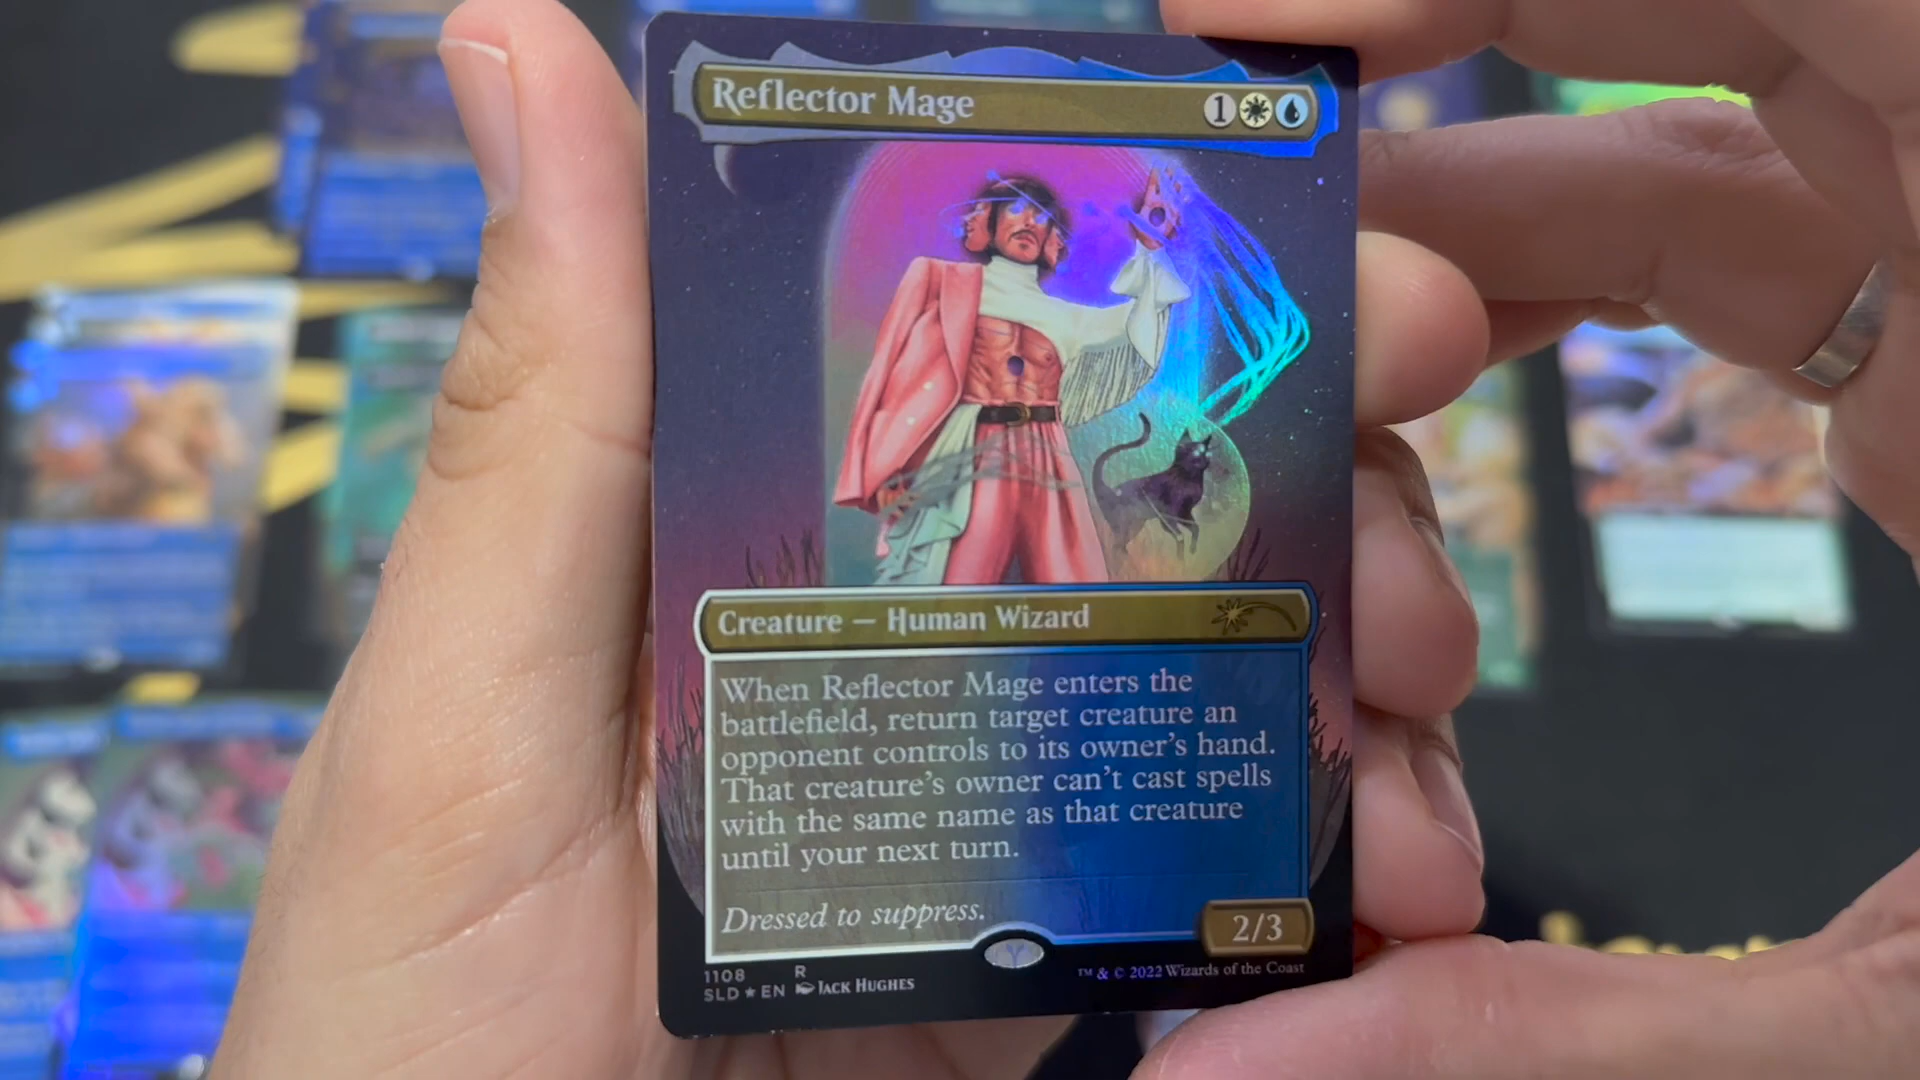 Reflector Mage 1
Creature — Human Wizard
When Reflector Mage enters the
battlefield, return target creature an
opponent controls to its owner's hand.
That creature's owner can't cast spells
with the same name as that creature
until your next turn.
Dressed to suppress.
2/3
1108 R
SLD ★ EN Jack Hughes
™ & © 2022 Wizards of the Coast